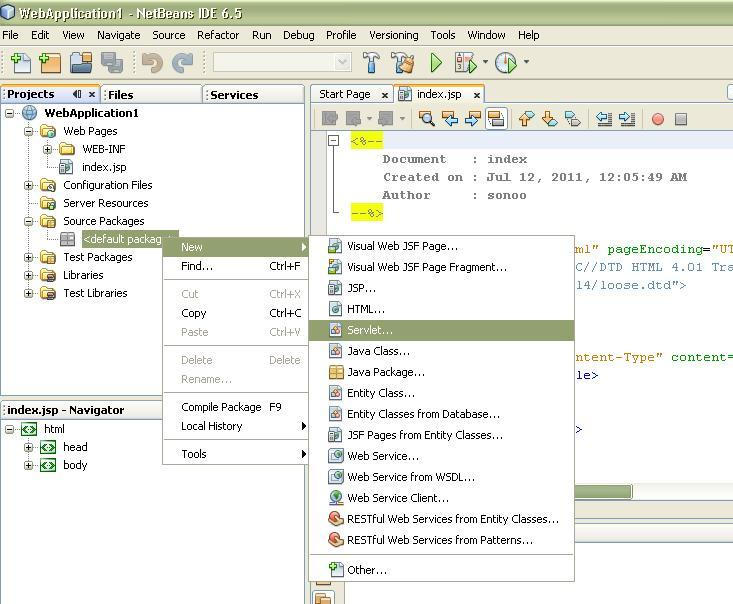 WebApplication1 - NetBeans IDE 6.5
File Edit View Navigate Source Refactor Run Debug Profile Versioning Tools Window Help
Projects Files Services
WebApplication1
Web Pages
WEB-INF
index.jsp
Configuration Files
Server Resources
Source Packages
<default package>
Test Packages
Libraries
Test Libraries
index.jsp - Navigator
html
head
body
Start Page index.jsp
<%--
Document : index
Created on : Jul 12, 2011, 12:05:49 AM
Author : sonoo
--%>
ml" pageEncoding="UT
C//DTD HTML 4.01 Tra
l4/loose.dtd">
ntent-Type" content=
le>
>
New
Find... Ctrl+F
Cut Ctrl+X
Copy Ctrl+C
Paste Ctrl+V
Delete Delete
Rename...
Compile Package F9
Local History
Tools
Visual Web JSF Page...
Visual Web JSF Page Fragment...
JSP...
HTML...
Servlet...
Java Class...
Java Package...
Entity Class...
Entity Classes from Database...
JSF Pages from Entity Classes...
Web Service...
Web Service from WSDL...
Web Service Client...
RESTful Web Services from Entity Classes...
RESTful Web Services from Patterns...
Other...